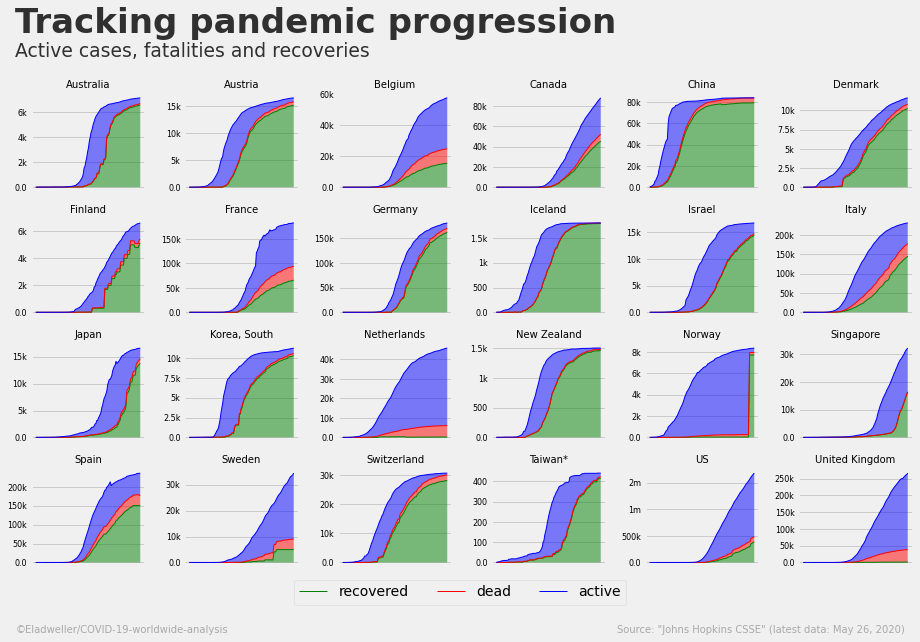 Tracking pandemic progression
Active cases, fatalities and recoveries
Australia Austria Belgium Canada China Denmark
6k 4k 2k 0.0
15k 10k 5k 0.0
60k 40k 20k 0.0
80k 60k 40k 20k 0.0
80k 60k 40k 20k 0.0
10k 7.5k 5k 2.5k 0.0
Finland France Germany Iceland Israel Italy
6k 4k 2k 0.0
150k 100k 50k 0.0
150k 100k 50k 0.0
1.5k 1k 500 0.0
15k 10k 5k 0.0
200k 150k 100k 50k 0.0
Japan Korea, South Netherlands New Zealand Norway Singapore
15k 10k 5k 0.0
10k 7.5k 5k 2.5k 0.0
40k 30k 20k 10k 0.0
1.5k 1k 500 0.0
8k 6k 4k 2k 0.0
30k 20k 10k 0.0
Spain Sweden Switzerland Taiwan* US United Kingdom
200k 150k 100k 50k 0.0
30k 20k 10k 0.0
30k 20k 10k 0.0
400 300 200 100 0.0
2m 1m 500k 0.0
250k 200k 150k 100k 50k 0.0
recovered dead active
©Eladweller/COVID-19-worldwide-analysis
Source: "Johns Hopkins CSSE" (latest data: May 26, 2020)